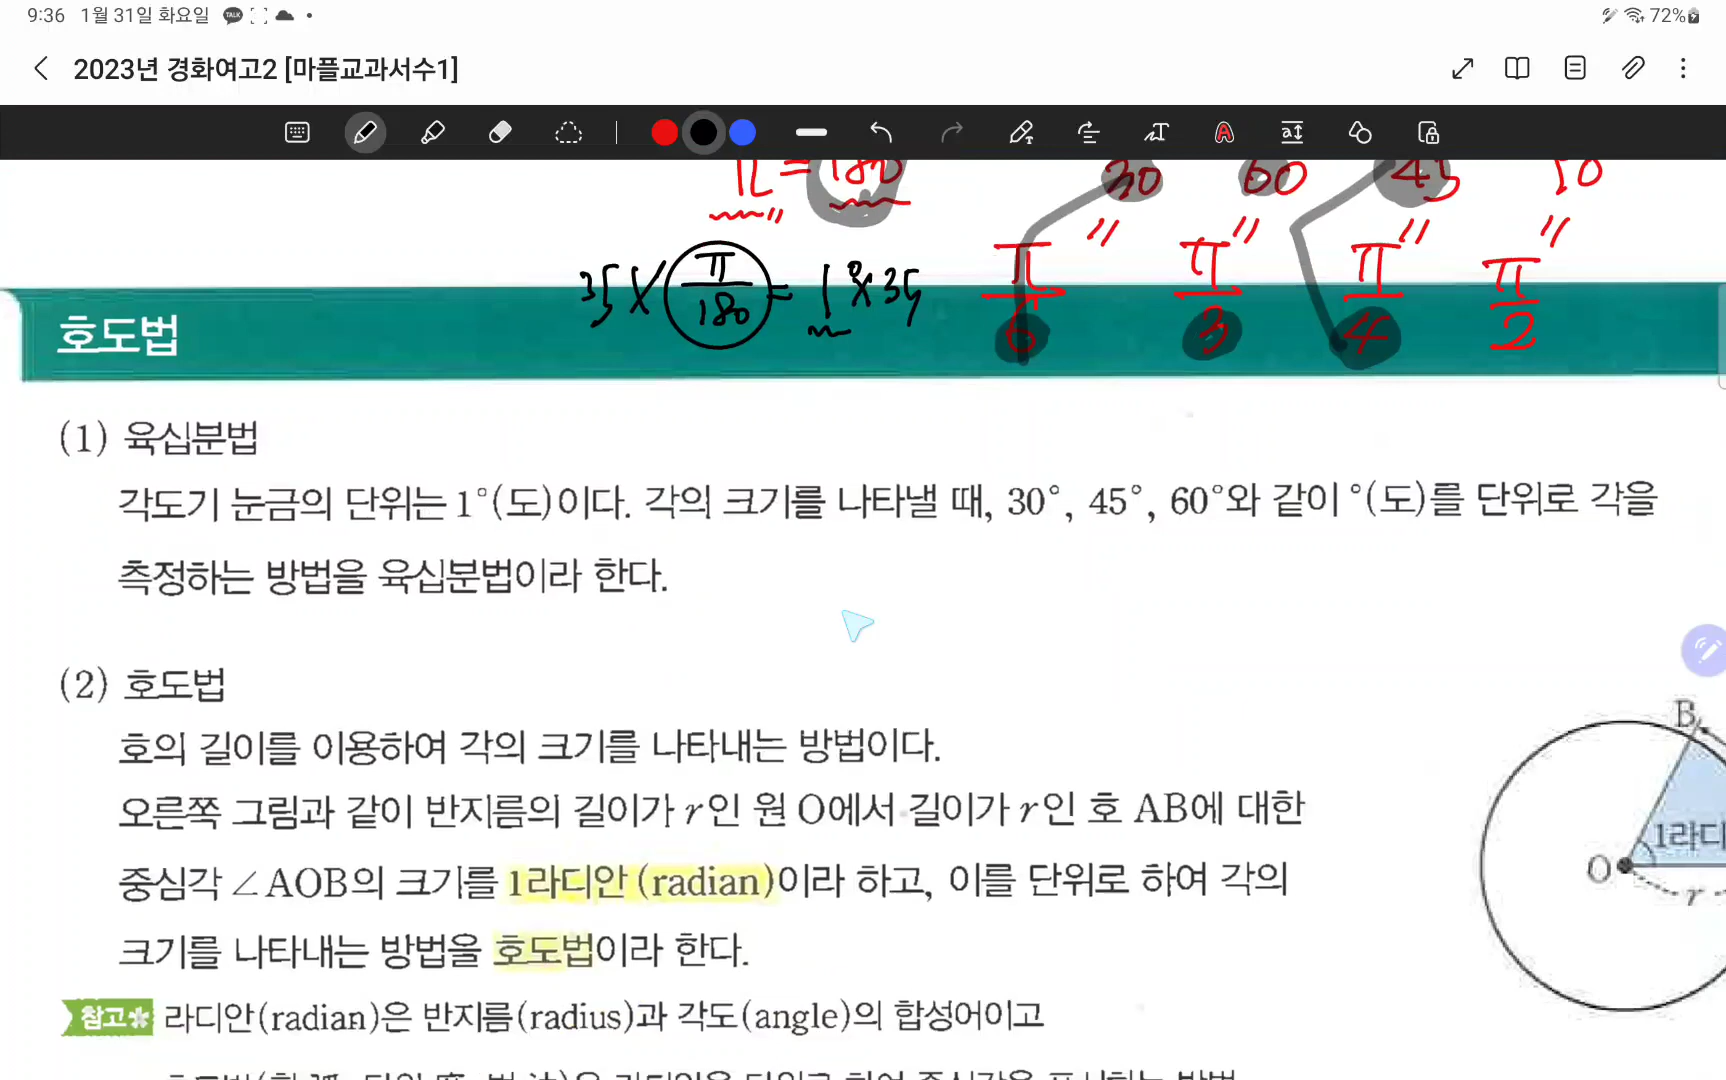 9:36 1월 31일 화요일 TALK 72%
2023년 경화여고2 [마플교과서수1]
π = 180 30 60 45
" " " "
35 × π/180 = 1° × 35 π/6 π/3 π/4 π/2
호도법
(1) 육십분법
각도기 눈금의 단위는 1°(도)이다. 각의 크기를 나타낼 때, 30°, 45°, 60°와 같이 °(도)를 단위로 각을
측정하는 방법을 육십분법이라 한다.
(2) 호도법
호의 길이를 이용하여 각의 크기를 나타내는 방법이다.
오른쪽 그림과 같이 반지름의 길이가 r인 원 O에서 길이가 r인 호 AB에 대한
중심각 ∠AOB의 크기를 1라디안(radian)이라 하고, 이를 단위로 하여 각의
크기를 나타내는 방법을 호도법이라 한다.
B
1라디
O
r
참고 라디안(radian)은 반지름(radius)과 각도(angle)의 합성어이고